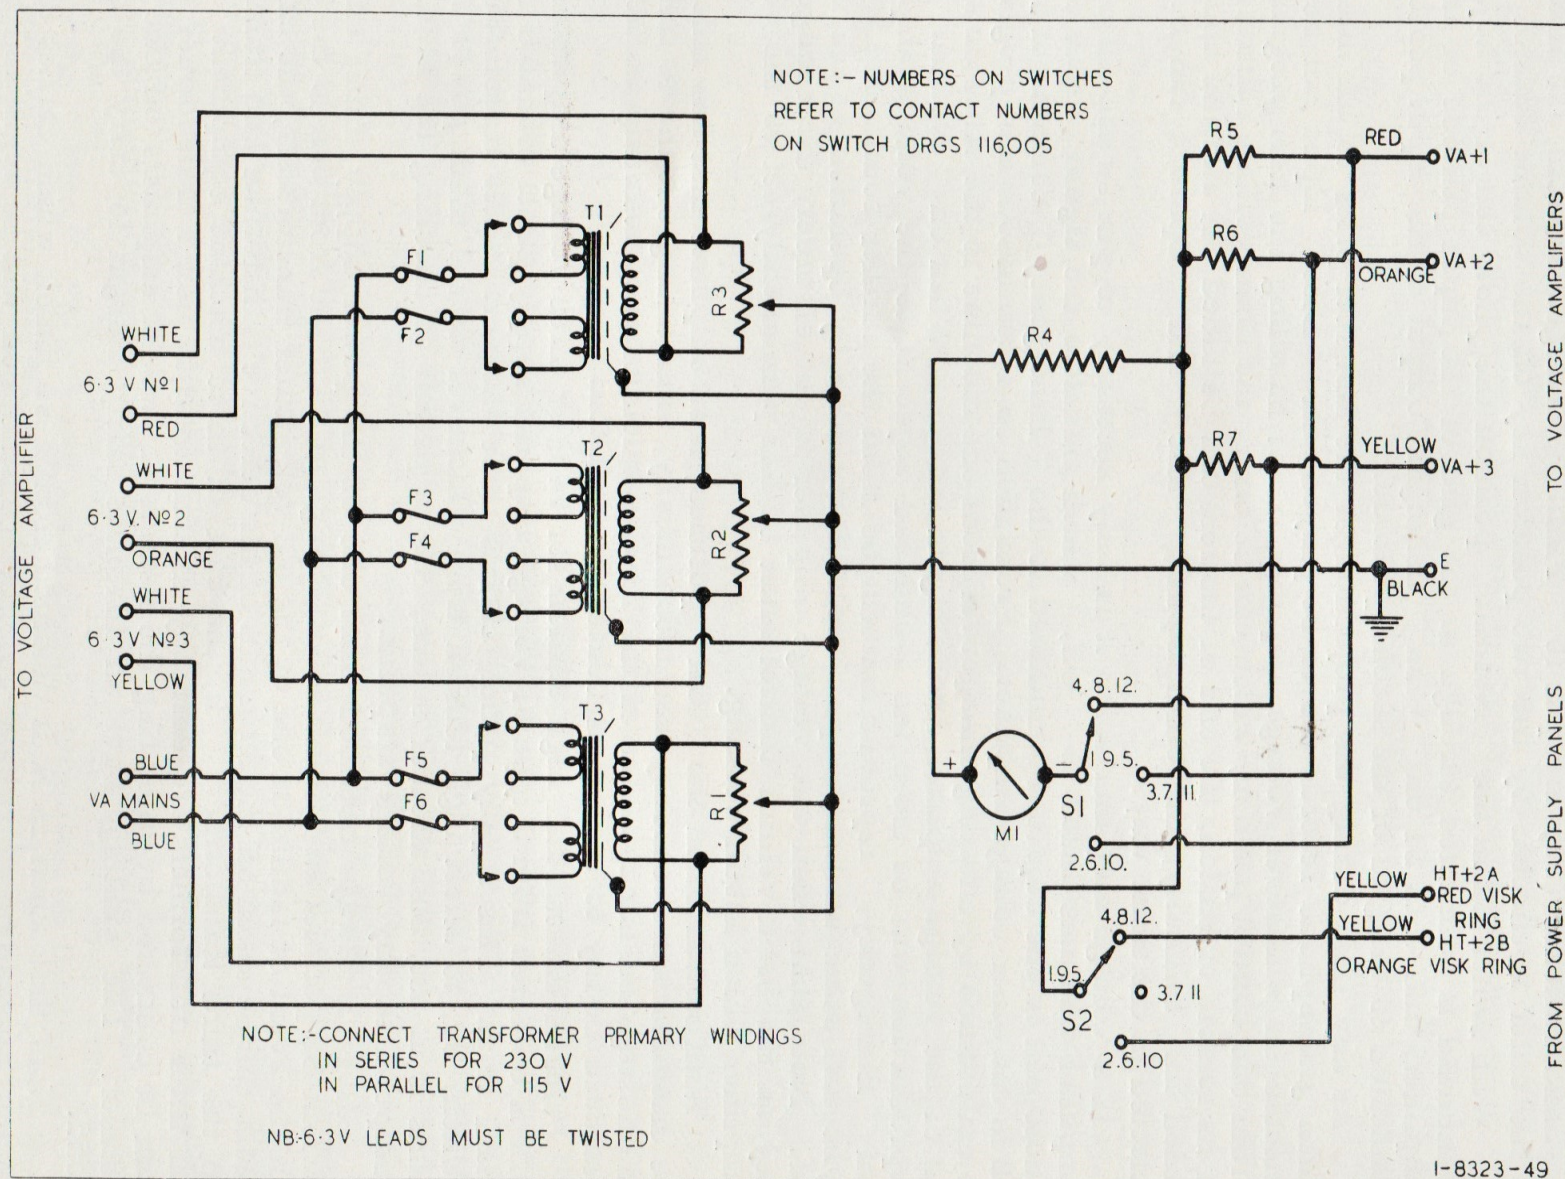 NOTE:- NUMBERS ON SWITCHES
REFER TO CONTACT NUMBERS
ON SWITCH DRGS 116,005
TO VOLTAGE AMPLIFIER
WHITE
6·3 V Nº1
RED
WHITE
6·3 V. Nº2
ORANGE
WHITE
6·3 V Nº3
YELLOW
BLUE
VA MAINS
BLUE
F1
F2
F3
F4
F5
F6
T1
T2
T3
R3
R2
R1
R5
RED
VA+1
R6
ORANGE
VA+2
R4
R7
YELLOW
VA+3
E
BLACK
TO VOLTAGE AMPLIFIERS
4.8.12.
+
–
1 9.5.
M1
S1
3.7. 11
2.6.10.
4.8.12.
1.9.5.
3.7 11
S2
2.6.10
YELLOW
HT+2A
RED VISK
RING
YELLOW
HT+2B
ORANGE VISK RING
FROM POWER SUPPLY PANELS
NOTE:-CONNECT TRANSFORMER PRIMARY WINDINGS
IN SERIES FOR 230 V
IN PARALLEL FOR 115 V
NB:-6·3V LEADS MUST BE TWISTED
1-8323-49